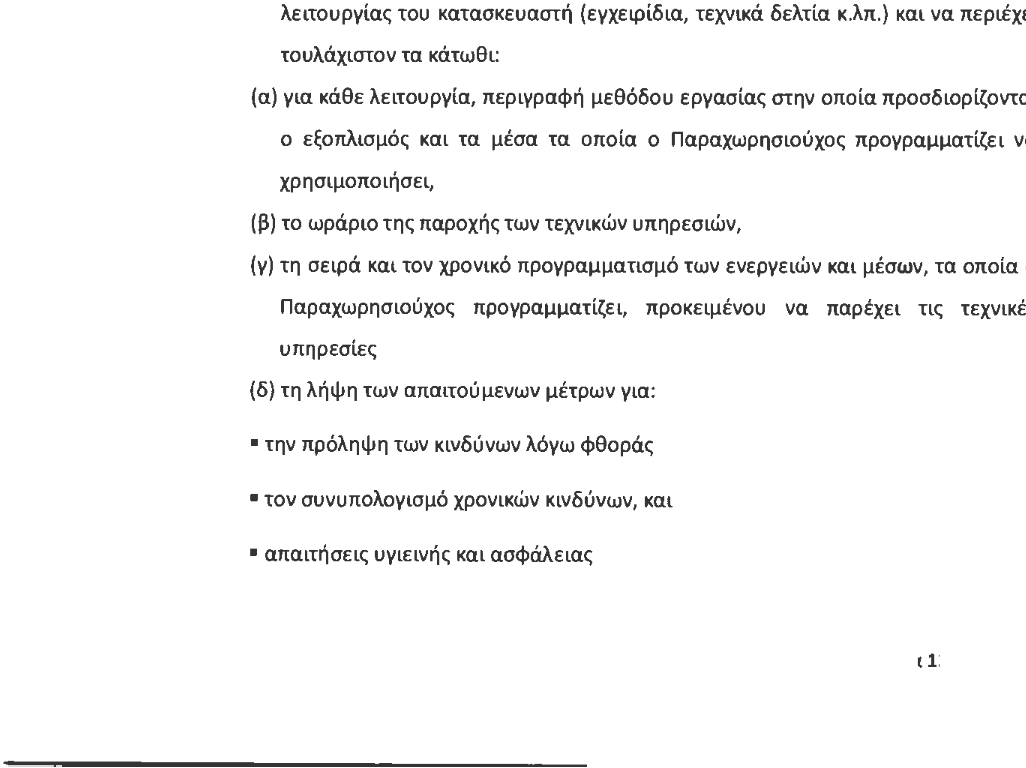 λειτουργίας του κατασκευαστή (εγχειρίδια, τεχνικά δελτία κ.λπ.) και να περιέχε
τουλάχιστον τα κάτωθι:
(α) για κάθε λειτουργία, περιγραφή μεθόδου εργασίας στην οποία προσδιορίζοντα
ο εξοπλισμός και τα μέσα τα οποία ο Παραχωρησιούχος προγραμματίζει να
χρησιμοποιήσει,
(β) το ωράριο της παροχής των τεχνικών υπηρεσιών,
(γ) τη σειρά και τον χρονικό προγραμματισμό των ενεργειών και μέσων, τα οποία
Παραχωρησιούχος προγραμματίζει, προκειμένου να παρέχει τις τεχνικέ
υπηρεσίες
(δ) τη λήψη των απαιτούμενων μέτρων για:
▪ την πρόληψη των κινδύνων λόγω φθοράς
▪ τον συνυπολογισμό χρονικών κινδύνων, και
▪ απαιτήσεις υγιεινής και ασφάλειας